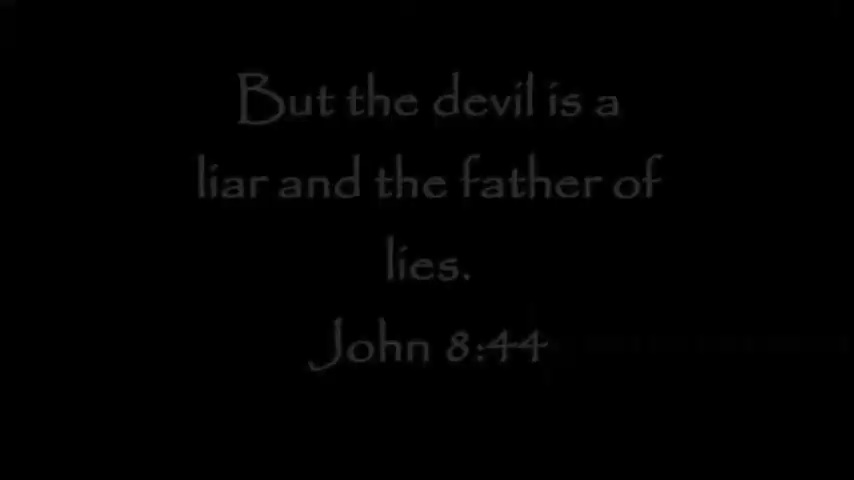 But the devil is a
liar and the father of
lies.
John 8:44